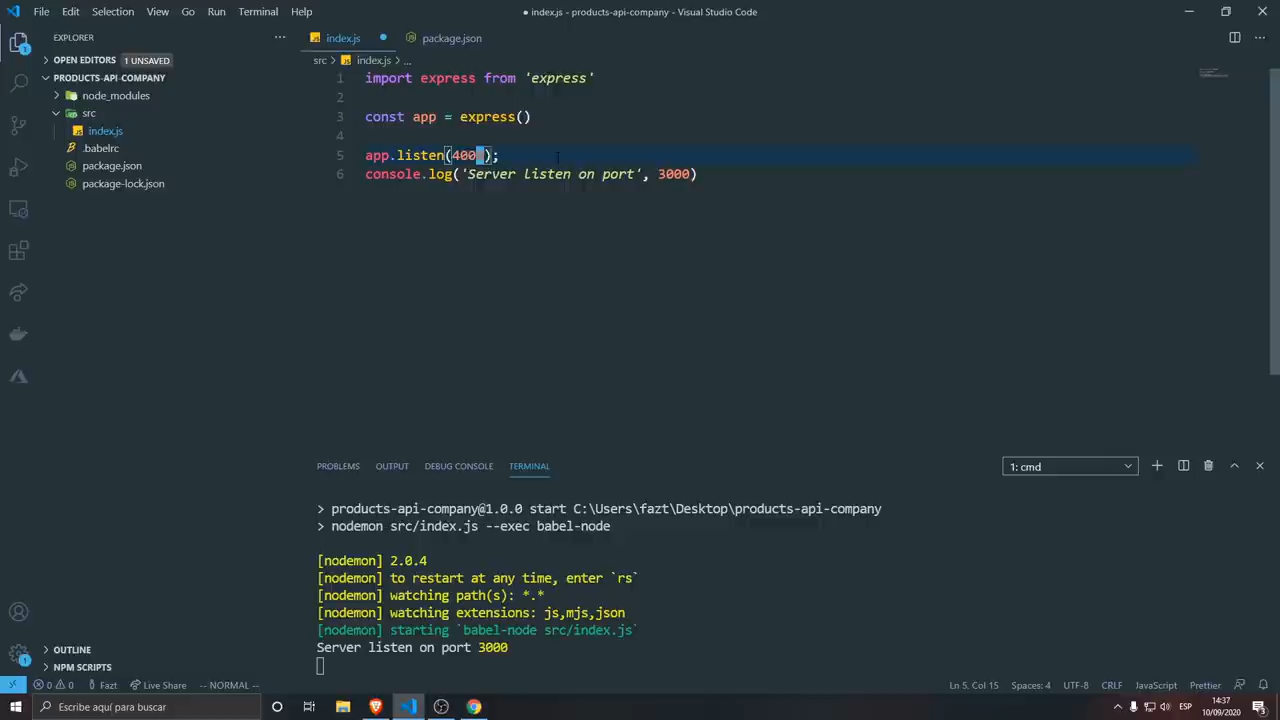 File Edit Selection View Go Run Terminal Help
● index.js - products-api-company - Visual Studio Code
EXPLORER
index.js
package.json
OPEN EDITORS 1 UNSAVED
src > index.js > ...
PRODUCTS-API-COMPANY
node_modules
src
index.js
.babelrc
package.json
package-lock.json
1 import express from 'express'
2
3 const app = express()
4
5 app.listen(4000);
6 console.log('Server listen on port', 3000)
PROBLEMS OUTPUT DEBUG CONSOLE TERMINAL
1: cmd
> products-api-company@1.0.0 start C:\Users\fazt\Desktop\products-api-company
> nodemon src/index.js --exec babel-node
[nodemon] 2.0.4
[nodemon] to restart at any time, enter `rs`
[nodemon] watching path(s): *.*
[nodemon] watching extensions: js,mjs,json
[nodemon] starting `babel-node src/index.js`
Server listen on port 3000
OUTLINE
NPM SCRIPTS
1
1
0 0 Fazt Live Share -- NORMAL -- Ln 5, Col 15 Spaces: 4 UTF-8 CRLF JavaScript Prettier
Escribe aquí para buscar
ESP
14:37
10/09/2020